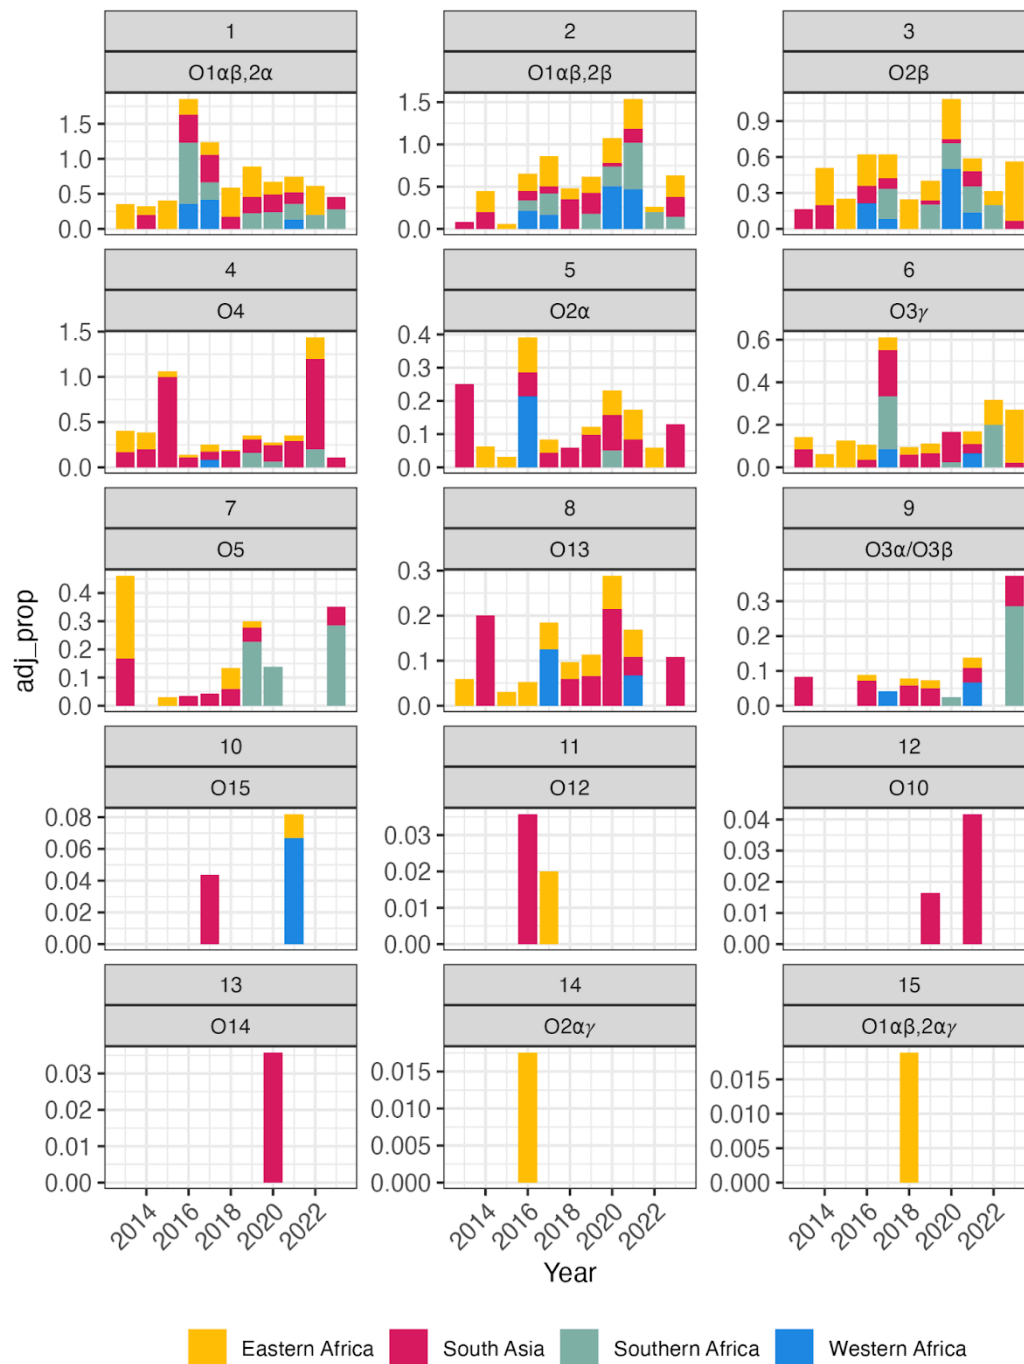 1 2 3
O1αβ,2α O1αβ,2β O2β
1.5 1.0 0.5 0.0
1.5 1.0 0.5 0.0
0.9 0.6 0.3 0.0
4 5 6
O4 O2α O3γ
1.5 1.0 0.5 0.0
0.4 0.3 0.2 0.1 0.0
0.6 0.4 0.2 0.0
7 8 9
O5 O13 O3α/O3β
0.4 0.3 0.2 0.1 0.0
0.3 0.2 0.1 0.0
0.3 0.2 0.1 0.0
adj_prop
10 11 12
O15 O12 O10
0.08 0.06 0.04 0.02 0.00
0.03 0.02 0.01 0.00
0.04 0.03 0.02 0.01 0.00
13 14 15
O14 O2αγ O1αβ,2αγ
0.03 0.02 0.01 0.00
0.015 0.010 0.005 0.000
0.015 0.010 0.005 0.000
2014 2016 2018 2020 2022 2014 2016 2018 2020 2022 2014 2016 2018 2020 2022
Year
Eastern Africa South Asia Southern Africa Western Africa